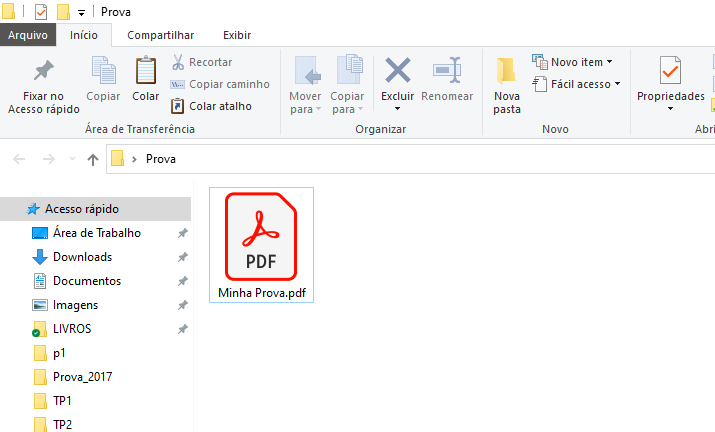 Prova
Arquivo Início Compartilhar Exibir
Fixar no Acesso rápido
Copiar
Colar
Recortar
Copiar caminho
Colar atalho
Área de Transferência
Mover para
Copiar para
Excluir
Renomear
Organizar
Nova pasta
Novo item
Fácil acesso
Novo
Propriedades
Abri
Prova
Acesso rápido
Área de Trabalho
Downloads
Documentos
Imagens
LIVROS
p1
Prova_2017
TP1
TP2
PDF
Minha Prova.pdf